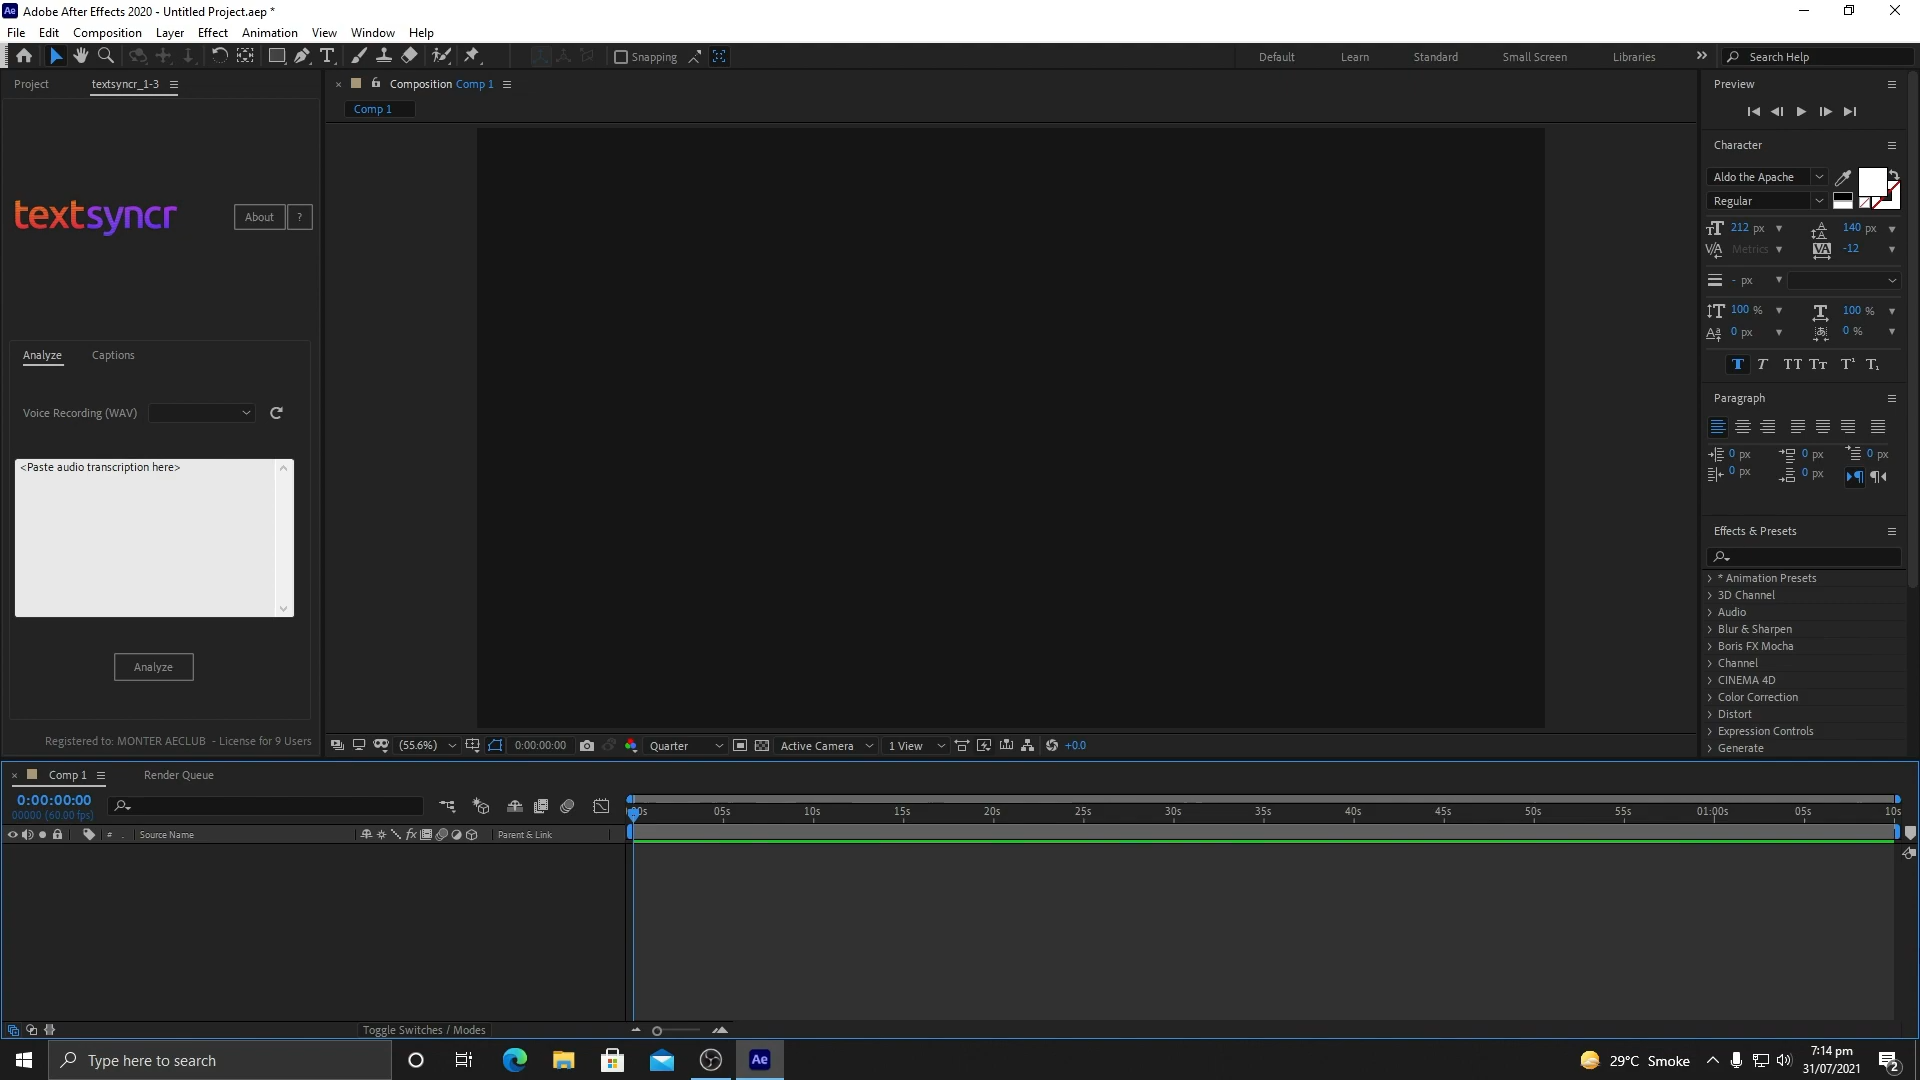 Adobe After Effects 2020 - Untitled Project.aep *
File Edit Composition Layer Effect Animation View Window Help
Snapping
Default Learn Standard Small Screen Libraries
Search Help
Project textsyncr_1-3
Composition Comp 1
Comp 1
textsyncr
About ?
Analyze Captions
Voice Recording (WAV)
<Paste audio transcription here>
Analyze
Registered to: MONTER AECLUB - License for 9 Users
(55.6%) 0:00:00:00 Quarter Active Camera 1 View +0.0
Preview
Character
Aldo the Apache
Regular
212 px 140 px
Metrics -12
- px
100 % 100 %
0 px 0 %
T T TT Tt T¹ T₁
Paragraph
0 px 0 px 0 px
0 px 0 px
Effects & Presets
* Animation Presets
3D Channel
Audio
Blur & Sharpen
Boris FX Mocha
Channel
CINEMA 4D
Color Correction
Distort
Expression Controls
Generate
Comp 1 Render Queue
0:00:00:00
00000 (60.00 fps)
05s 10s 15s 20s 25s 30s 35s 40s 45s 50s 55s 01:00s 05s 10s
# Source Name fx Parent & Link
Toggle Switches / Modes
Type here to search
Ae
29°C Smoke
7:14 pm
31/07/2021
2